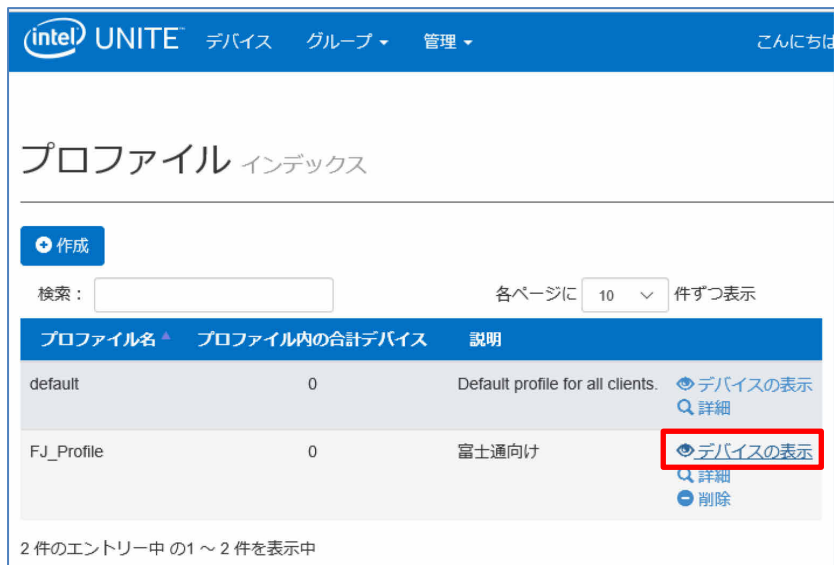 intel UNITE™ デバイス グループ 管理 こんにちは
プロファイル インデックス
作成
検索： 各ページに 10 件ずつ表示
プロファイル名 プロファイル内の合計デバイス 説明
default 0 Default profile for all clients. デバイスの表示
詳細
FJ_Profile 0 富士通向け デバイスの表示
詳細
削除
2 件のエントリー中 の1 ～ 2 件を表示中